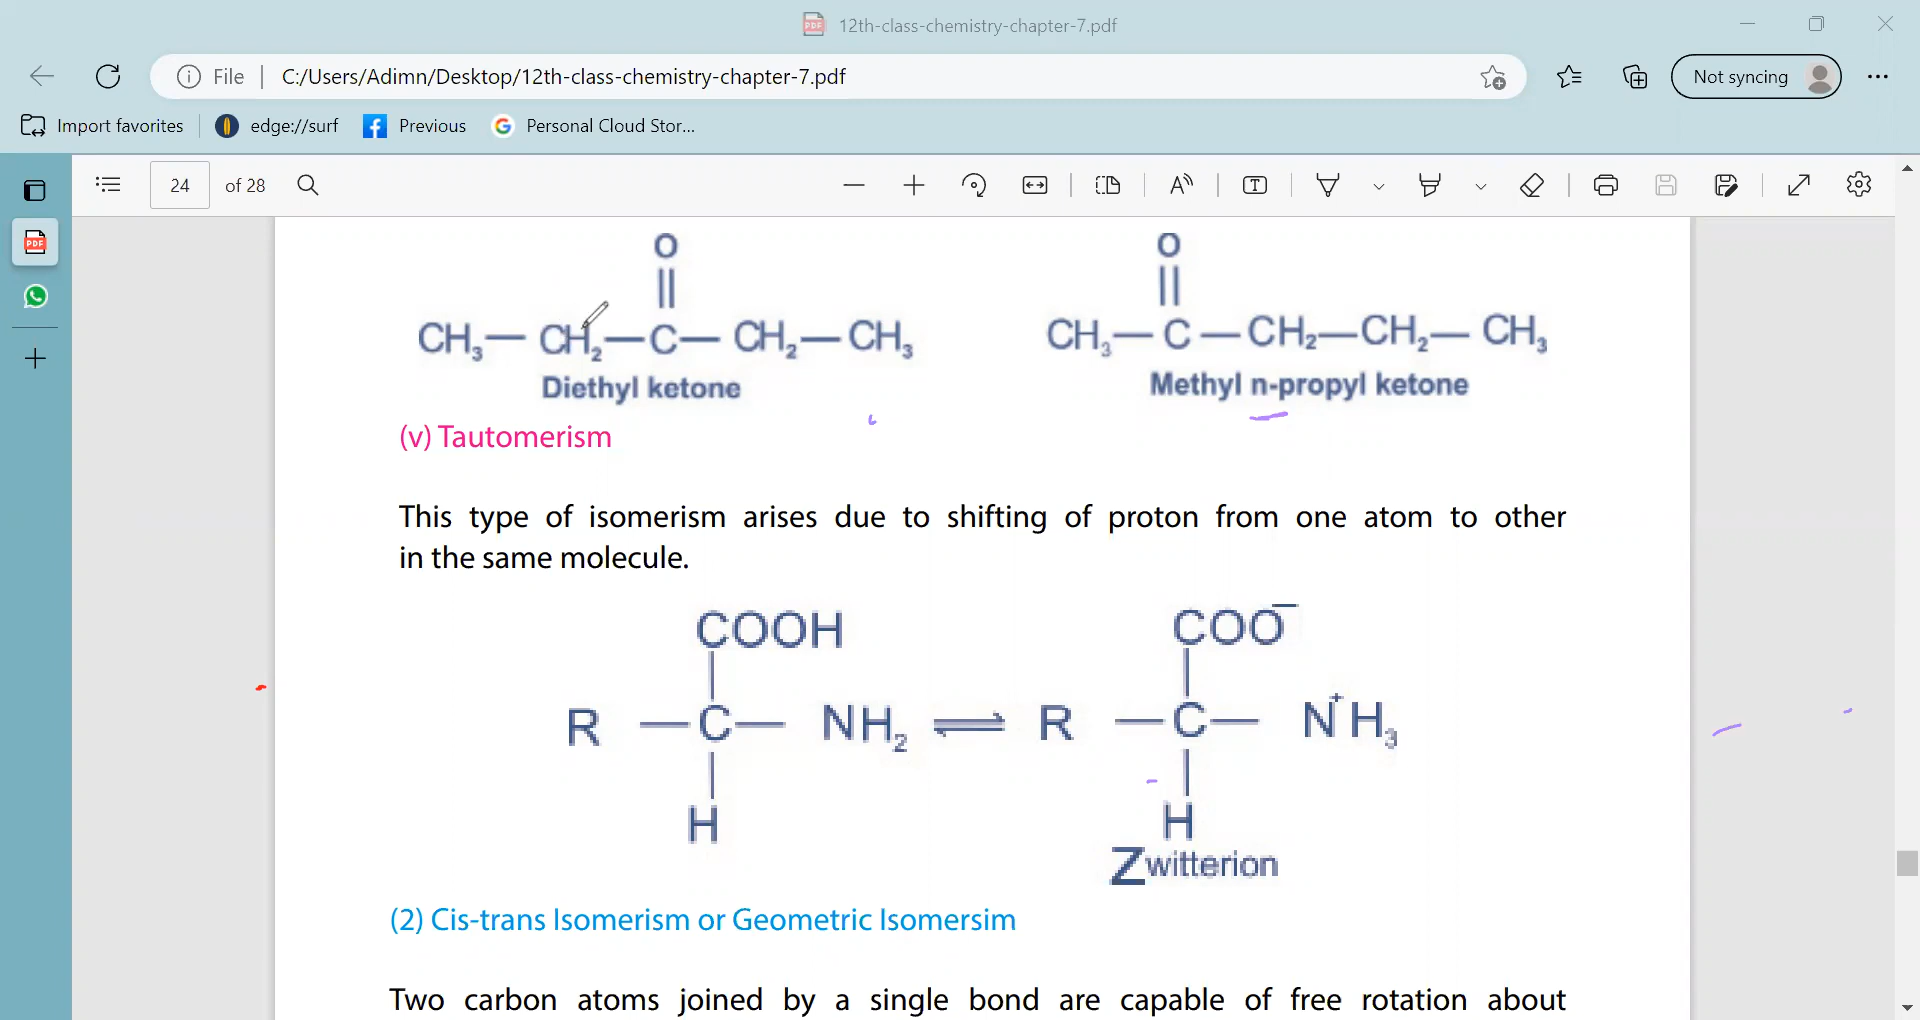 12th-class-chemistry-chapter-7.pdf
File C:/Users/Adimn/Desktop/12th-class-chemistry-chapter-7.pdf Not syncing
Import favorites edge://surf Previous Personal Cloud Stor...
24 of 28
O O
CH₃—CH₂—C—CH₂—CH₃ CH₃—C—CH₂—CH₂—CH₃
Diethyl ketone Methyl n-propyl ketone
(v) Tautomerism
This type of isomerism arises due to shifting of proton from one atom to other
in the same molecule.
COOH COO⁻
R —C— NH₂ ⇌ R —C— N⁺H₃
H H
Zwitterion
(2) Cis-trans Isomerism or Geometric Isomersim
Two carbon atoms joined by a single bond are capable of free rotation about